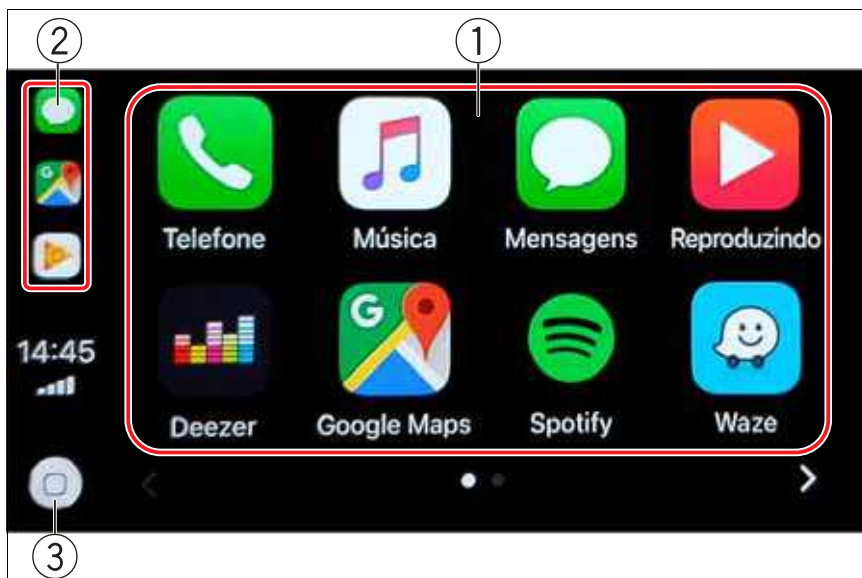 2
1
Telefone
Música
Mensagens
Reproduzindo
14:45
G
Deezer
Google Maps
Spotify
Waze
3